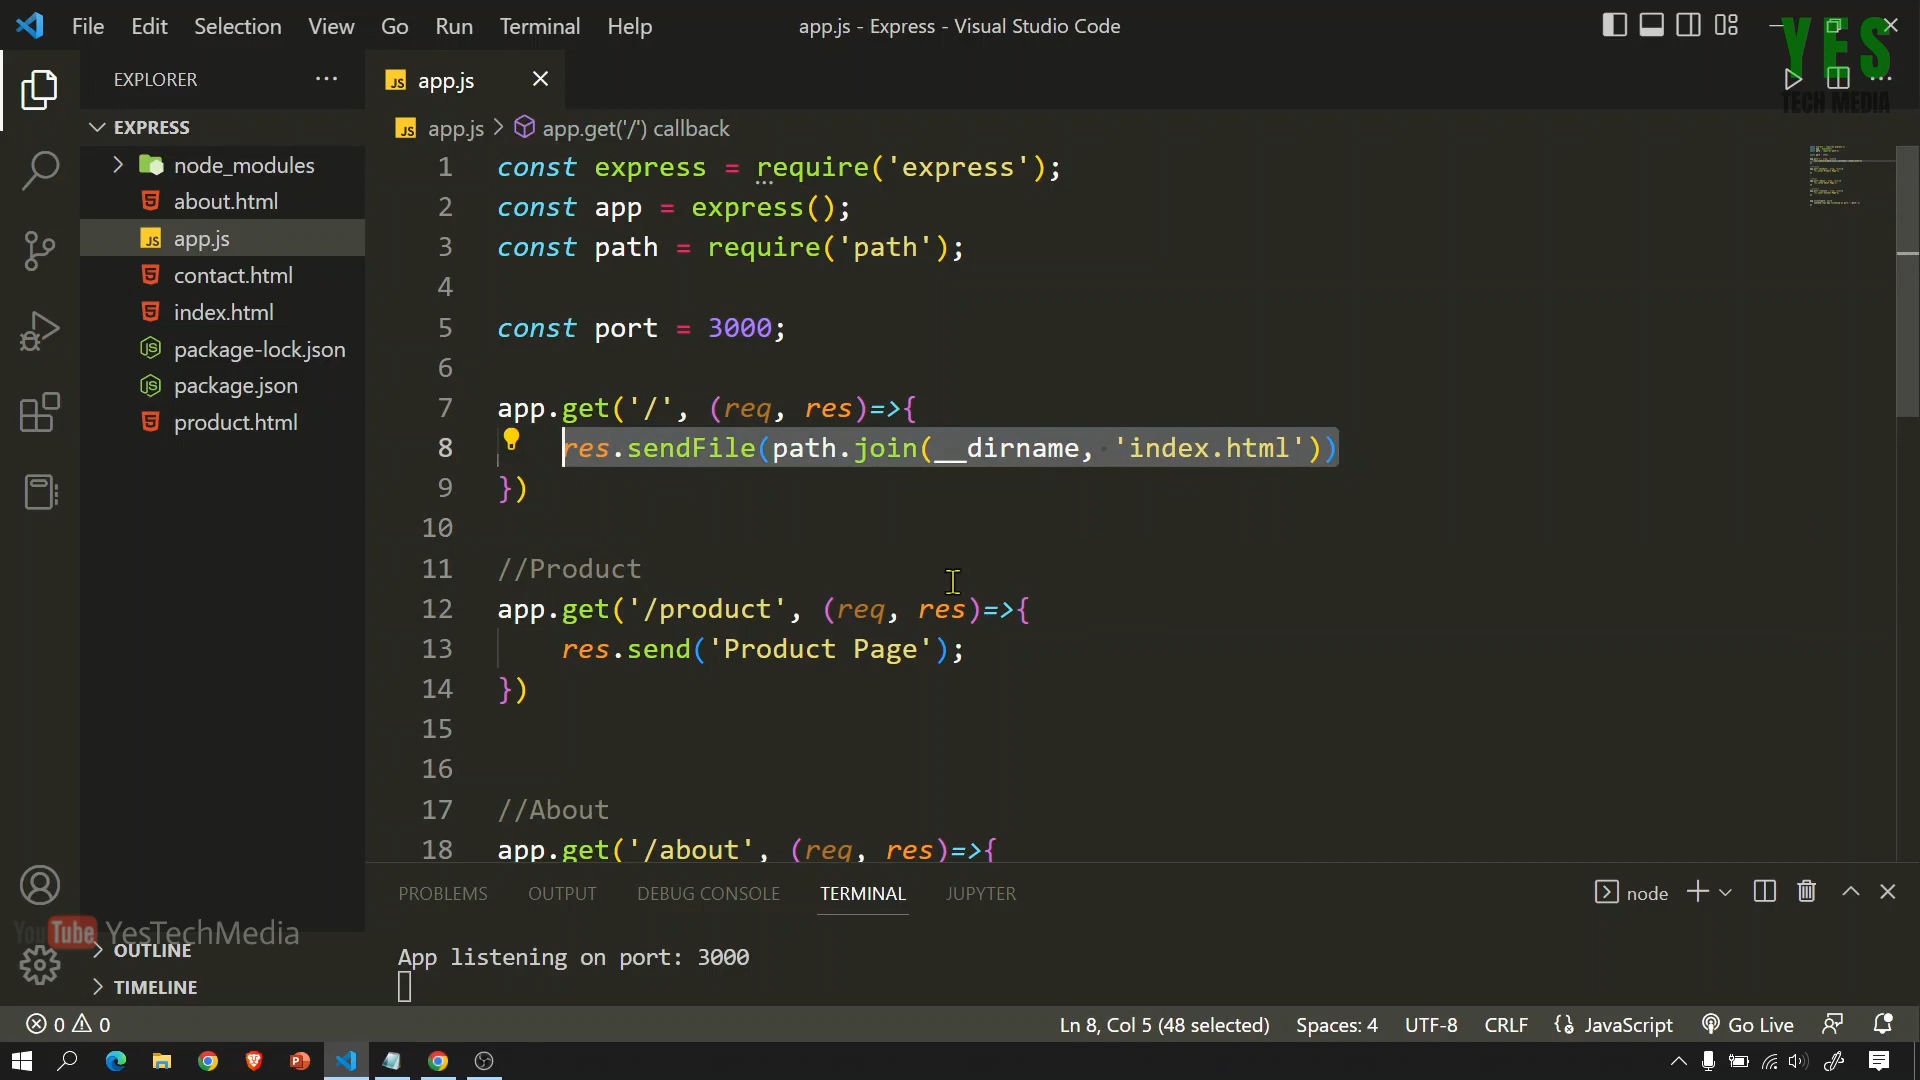 File Edit Selection View Go Run Terminal Help
app.js - Express - Visual Studio Code
YES
TECH MEDIA
EXPLORER
EXPRESS
node_modules
about.html
app.js
contact.html
index.html
package-lock.json
package.json
product.html
OUTLINE
TIMELINE
app.js
app.js > app.get('/') callback
1 const express = require('express');
2 const app = express();
3 const path = require('path');
4
5 const port = 3000;
6
7 app.get('/', (req, res)=>{
8 res.sendFile(path.join(__dirname, 'index.html'))
9 })
10
11 //Product
12 app.get('/product', (req, res)=>{
13 res.send('Product Page');
14 })
15
16
17 //About
18 app.get('/about', (req, res)=>{
PROBLEMS OUTPUT DEBUG CONSOLE TERMINAL JUPYTER
node
App listening on port: 3000
YouTube YesTechMedia
0 0
Ln 8, Col 5 (48 selected) Spaces: 4 UTF-8 CRLF JavaScript Go Live